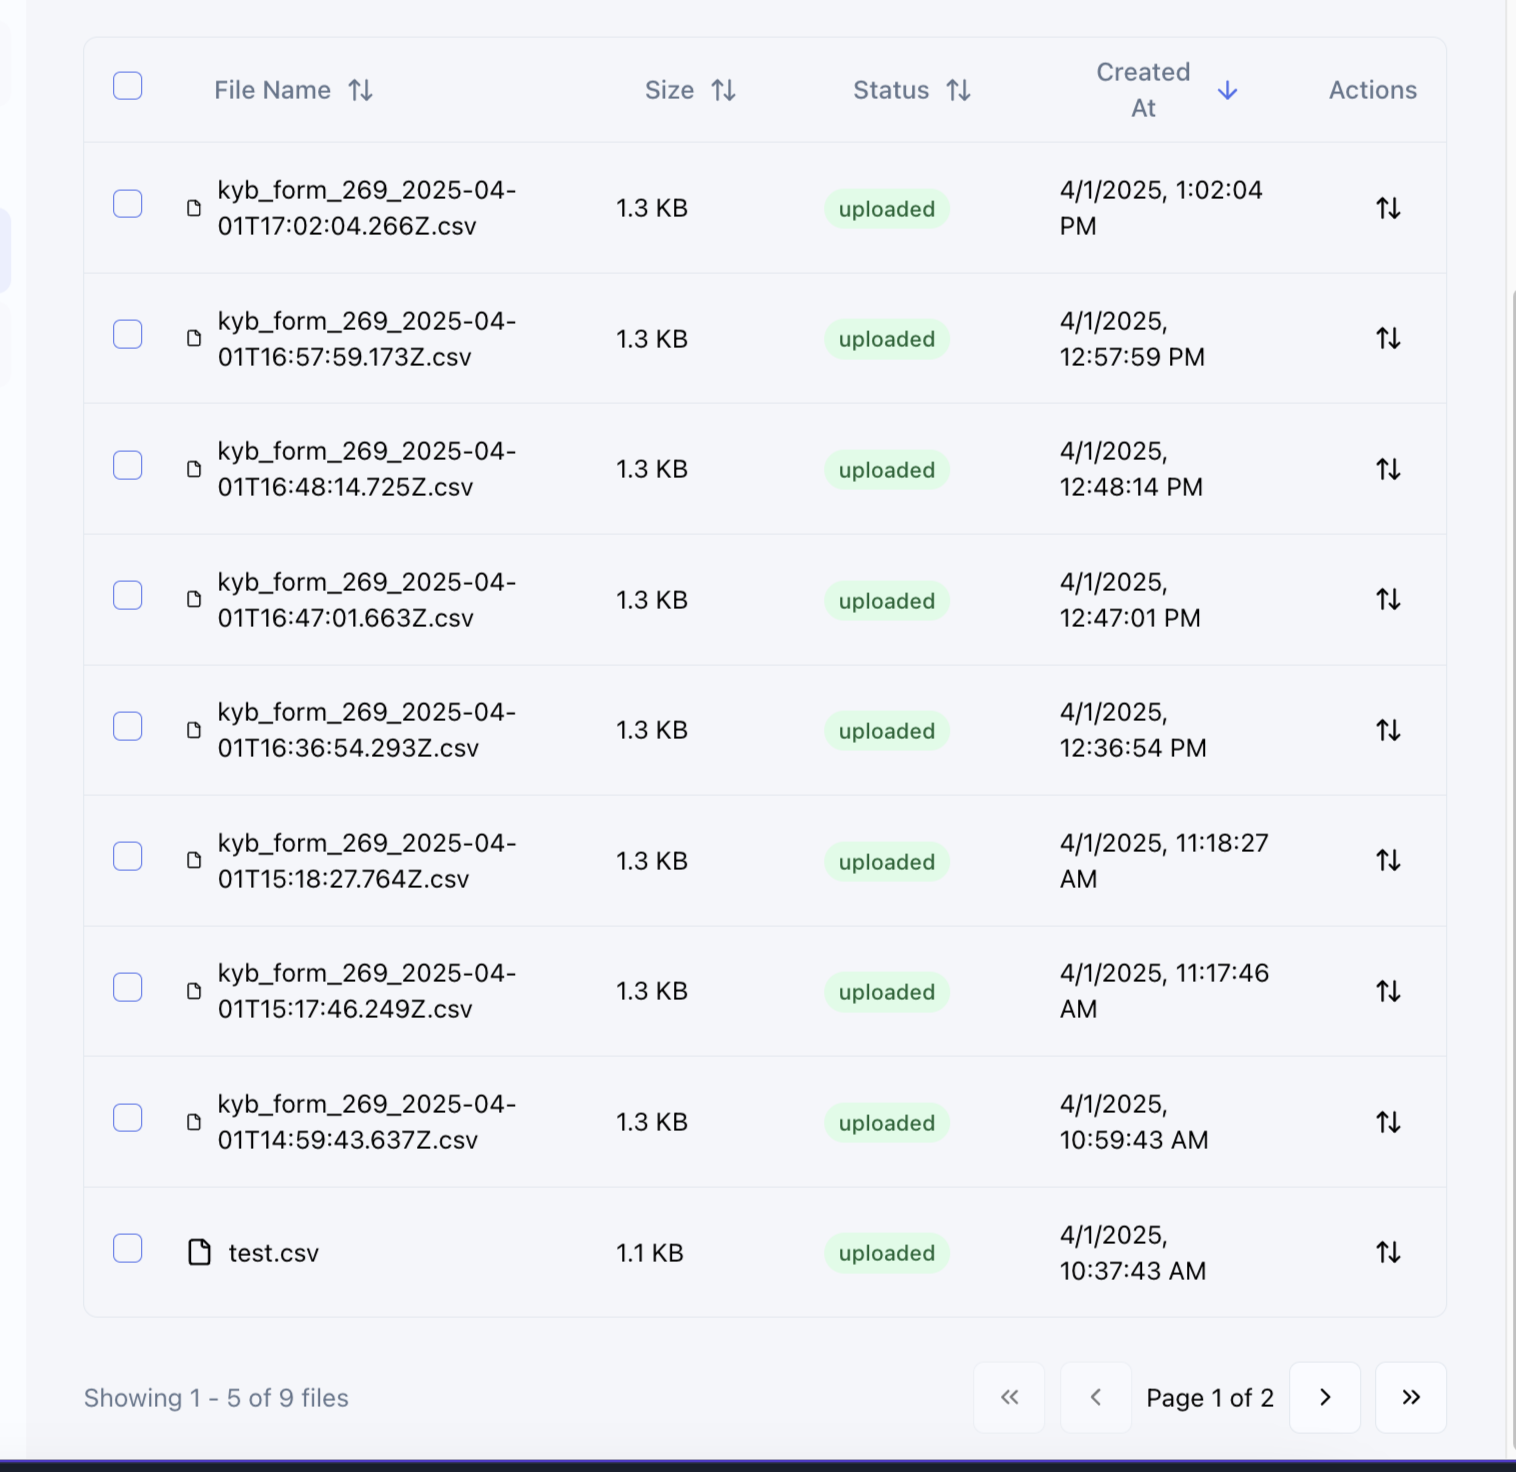 File Name
Size
Status
Created
At
Actions
kyb_form_269_2025-04-
01T17:02:04.266Z.csv
1.3 KB
uploaded
4/1/2025, 1:02:04
PM
kyb_form_269_2025-04-
01T16:57:59.173Z.csv
1.3 KB
uploaded
4/1/2025,
12:57:59 PM
kyb_form_269_2025-04-
01T16:48:14.725Z.csv
1.3 KB
uploaded
4/1/2025,
12:48:14 PM
kyb_form_269_2025-04-
01T16:47:01.663Z.csv
1.3 KB
uploaded
4/1/2025,
12:47:01 PM
kyb_form_269_2025-04-
01T16:36:54.293Z.csv
1.3 KB
uploaded
4/1/2025,
12:36:54 PM
kyb_form_269_2025-04-
01T15:18:27.764Z.csv
1.3 KB
uploaded
4/1/2025, 11:18:27
AM
kyb_form_269_2025-04-
01T15:17:46.249Z.csv
1.3 KB
uploaded
4/1/2025, 11:17:46
AM
kyb_form_269_2025-04-
01T14:59:43.637Z.csv
1.3 KB
uploaded
4/1/2025,
10:59:43 AM
test.csv
1.1 KB
uploaded
4/1/2025,
10:37:43 AM
Showing 1 - 5 of 9 files
Page 1 of 2